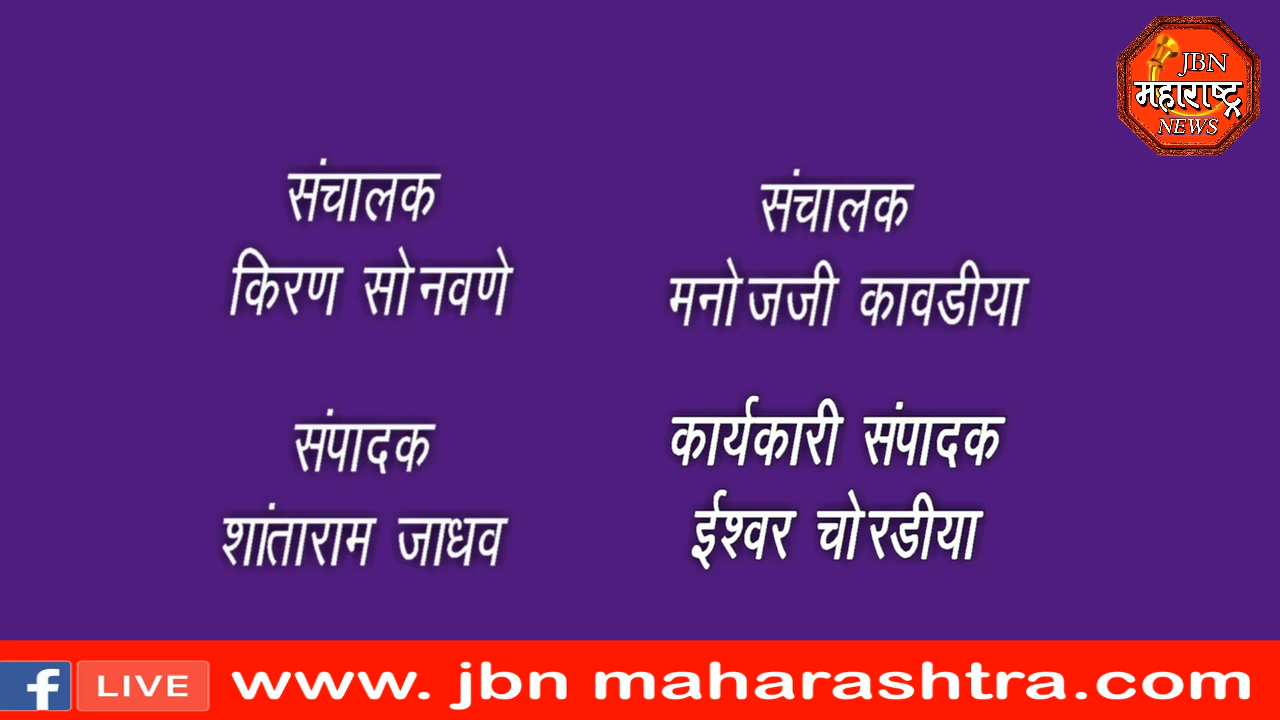 JBN
महाराष्ट्र
NEWS
संचालक
किरण सोनवणे
संचालक
मनोजजी कावडीया
संपादक
शांताराम जाधव
कार्यकारी संपादक
ईश्वर चोरडीया
f LIVE www. jbn maharashtra.com